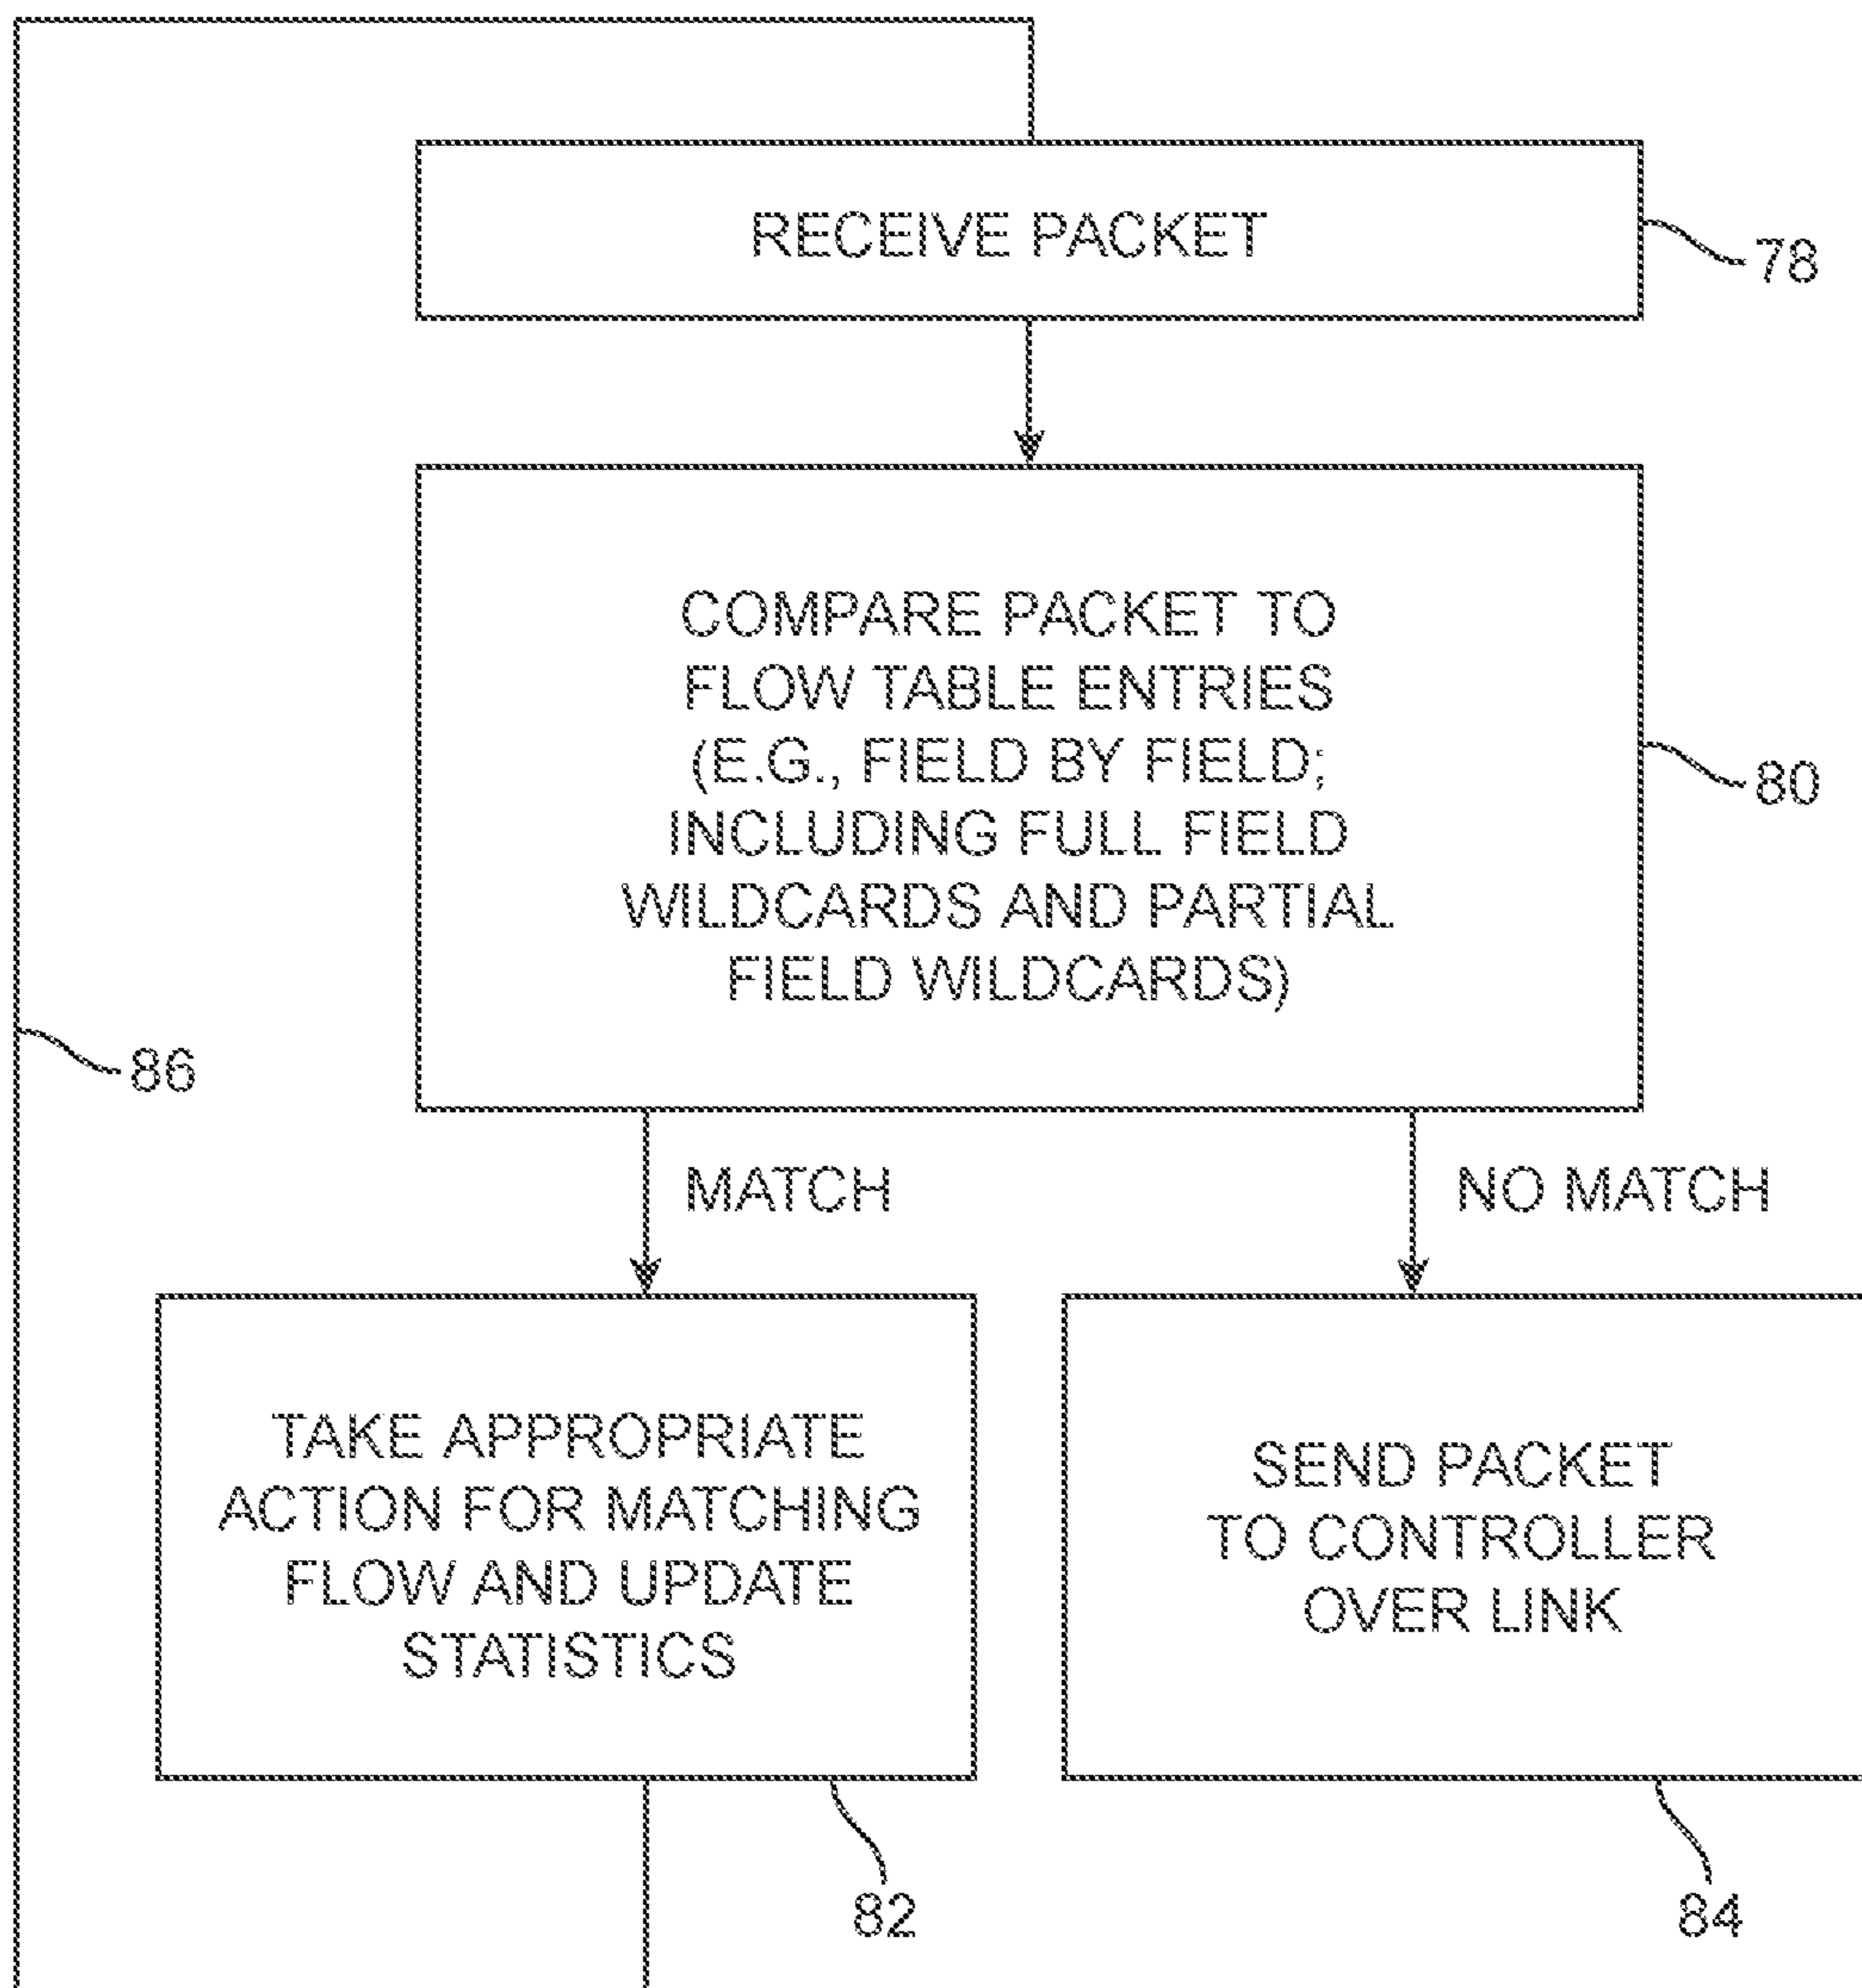 RECEIVE PACKET
78
COMPARE PACKET TO
FLOW TABLE ENTRIES
(E.G., FIELD BY FIELD;
INCLUDING FULL FIELD
WILDCARDS AND PARTIAL
FIELD WILDCARDS)
80
86
MATCH
NO MATCH
TAKE APPROPRIATE
ACTION FOR MATCHING
FLOW AND UPDATE
STATISTICS
SEND PACKET
TO CONTROLLER
OVER LINK
82
84